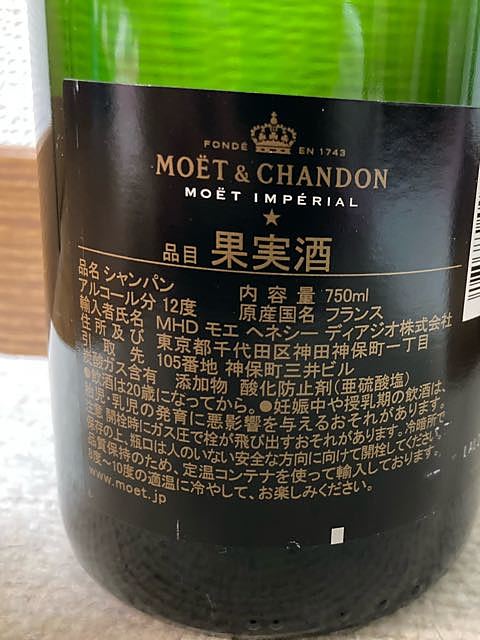 FONDÉ EN 1743
MOËT & CHANDON
MOËT IMPÉRIAL
品目 果実酒
品名 シャンパン
アルコール分 12度 内容量 750ml
輸入者氏名 原産国名 フランス
住所及び MHD モエ ヘネシー ディアジオ株式会社
引取先 東京都千代田区神田神保町一丁目
105番地 神保町三井ビル
炭酸ガス含有 添加物 酸化防止剤(亜硫酸塩)
●飲酒は20歳になってから。●妊娠中や授乳期の飲酒は、
胎児・乳児の発育に悪影響を与えるおそれがあります。
注意 開栓時にガス圧で栓が飛び出すおそれがあります。冷暗所で
保存の上、瓶口は人のいない安全な方向に向けて開栓してください。
品質保持のため、定温コンテナを使って輸入しております。
8度～10度の適温に冷やして、お楽しみください。
www.moet.jp